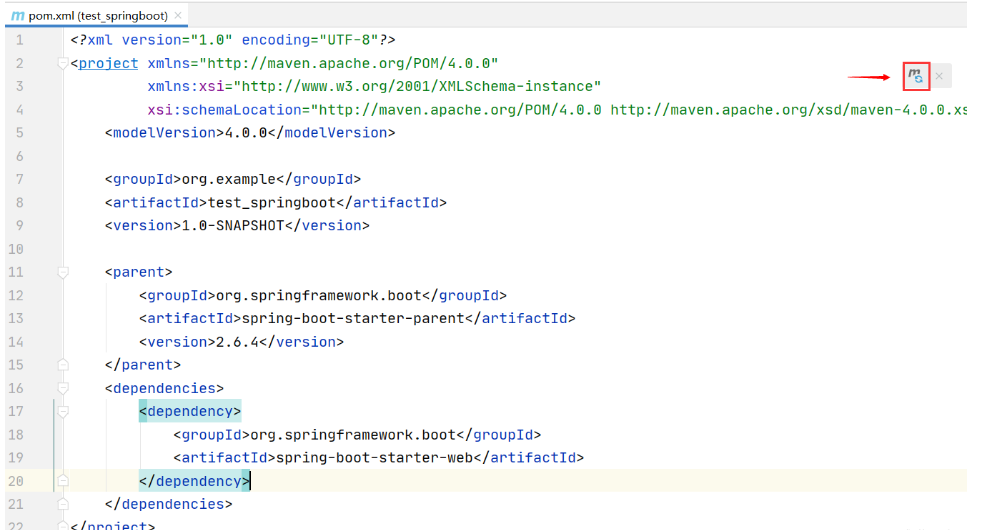 pom.xml (test_springboot)
1 <?xml version="1.0" encoding="UTF-8"?>
2 <project xmlns="http://maven.apache.org/POM/4.0.0"
3 xmlns:xsi="http://www.w3.org/2001/XMLSchema-instance"
4 xsi:schemaLocation="http://maven.apache.org/POM/4.0.0 http://maven.apache.org/xsd/maven-4.0.0.xs
5 <modelVersion>4.0.0</modelVersion>
6
7 <groupId>org.example</groupId>
8 <artifactId>test_springboot</artifactId>
9 <version>1.0-SNAPSHOT</version>
10
11 <parent>
12 <groupId>org.springframework.boot</groupId>
13 <artifactId>spring-boot-starter-parent</artifactId>
14 <version>2.6.4</version>
15 </parent>
16 <dependencies>
17 <dependency>
18 <groupId>org.springframework.boot</groupId>
19 <artifactId>spring-boot-starter-web</artifactId>
20 </dependency>
21 </dependencies>
22 </project>